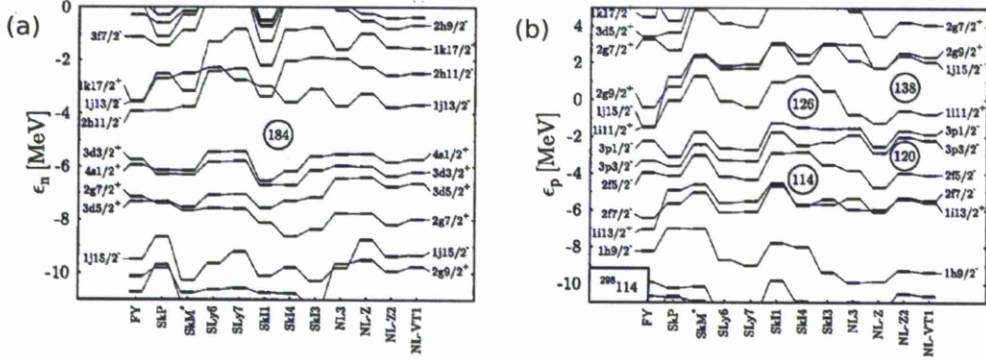 (a)
εn [MeV]
0
-2
-4
-6
-8
-10
3f7/2-
1k17/2+
1j13/2-
2h11/2-
3d3/2+
4s1/2+
2g7/2+
3d5/2+
1j15/2-
184
2h9/2-
1k17/2+
2h11/2-
1j13/2-
4s1/2+
3d3/2+
3d5/2+
2g7/2+
1j15/2-
2g9/2+
FY SkP SkM* SLy6 SLy7 SkI1 SkI4 SkI3 NL3 NL-Z NL-Z2 NL-VT1
(b)
εp [MeV]
4
2
0
-2
-4
-6
-8
-10
1k17/2+
3d5/2+
2g7/2+
2g9/2+
1j15/2-
1i11/2+
3p1/2-
3p3/2-
2f5/2-
2f7/2-
1i13/2+
1h9/2-
138
126
120
114
298 114
2g7/2+
2g9/2+
1j15/2-
1i11/2+
3p1/2-
3p3/2-
2f5/2-
2f7/2-
1i13/2+
1h9/2-
FY SkP SkM* SLy6 SLy7 SkI1 SkI4 SkI3 NL3 NL-Z NL-Z2 NL-VT1